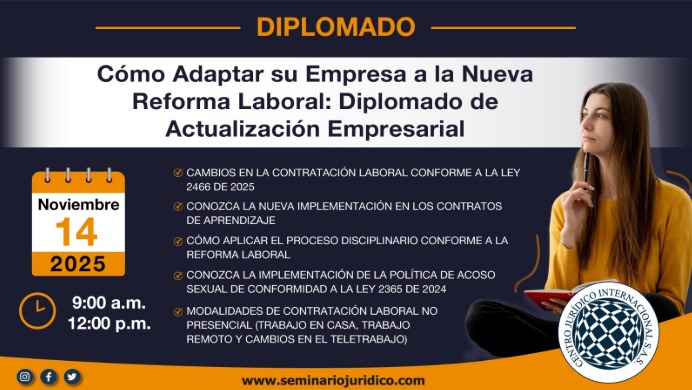 DIPLOMADO
Cómo Adaptar su Empresa a la Nueva
Reforma Laboral: Diplomado de
Actualización Empresarial
Noviembre
14
2025
9:00 a.m.
12:00 p.m.
CAMBIOS EN LA CONTRATACIÓN LABORAL CONFORME A LA LEY
2466 DE 2025
CONOZCA LA NUEVA IMPLEMENTACIÓN EN LOS CONTRATOS
DE APRENDIZAJE
CÓMO APLICAR EL PROCESO DISCIPLINARIO CONFORME A LA
REFORMA LABORAL
CONOZCA LA IMPLEMENTACIÓN DE LA POLÍTICA DE ACOSO
SEXUAL DE CONFORMIDAD A LA LEY 2365 DE 2024
MODALIDADES DE CONTRATACIÓN LABORAL NO
PRESENCIAL (TRABAJO EN CASA, TRABAJO
REMOTO Y CAMBIOS EN EL TELETRABAJO)
CENTRO JURÍDICO INTERNACIONAL S.A.S
www.seminariojuridico.com